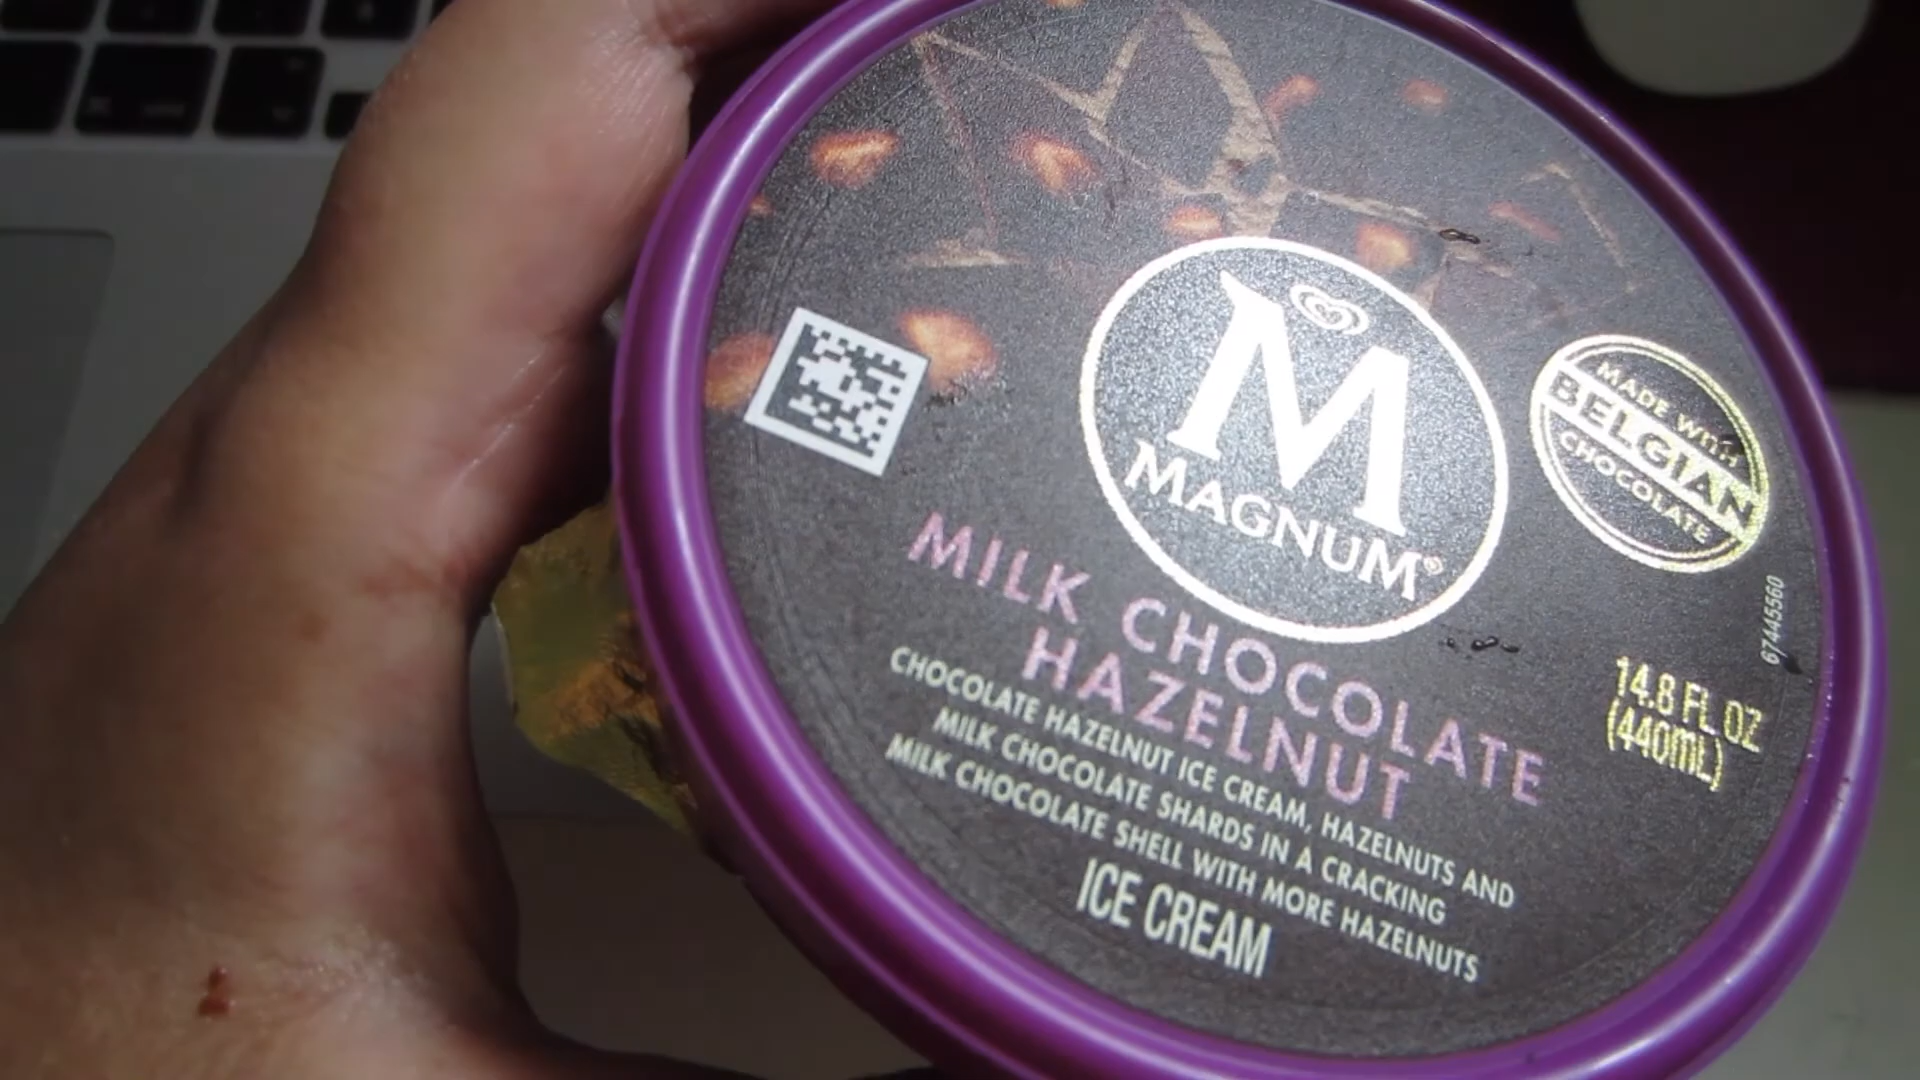 M
MAGNUM®
MADE WITH
BELGIAN
CHOCOLATE
MILK CHOCOLATE
HAZELNUT
CHOCOLATE HAZELNUT ICE CREAM, HAZELNUTS AND
MILK CHOCOLATE SHARDS IN A CRACKING
MILK CHOCOLATE SHELL WITH MORE HAZELNUTS
ICE CREAM
14.8 FL OZ
(440mL)
67445560